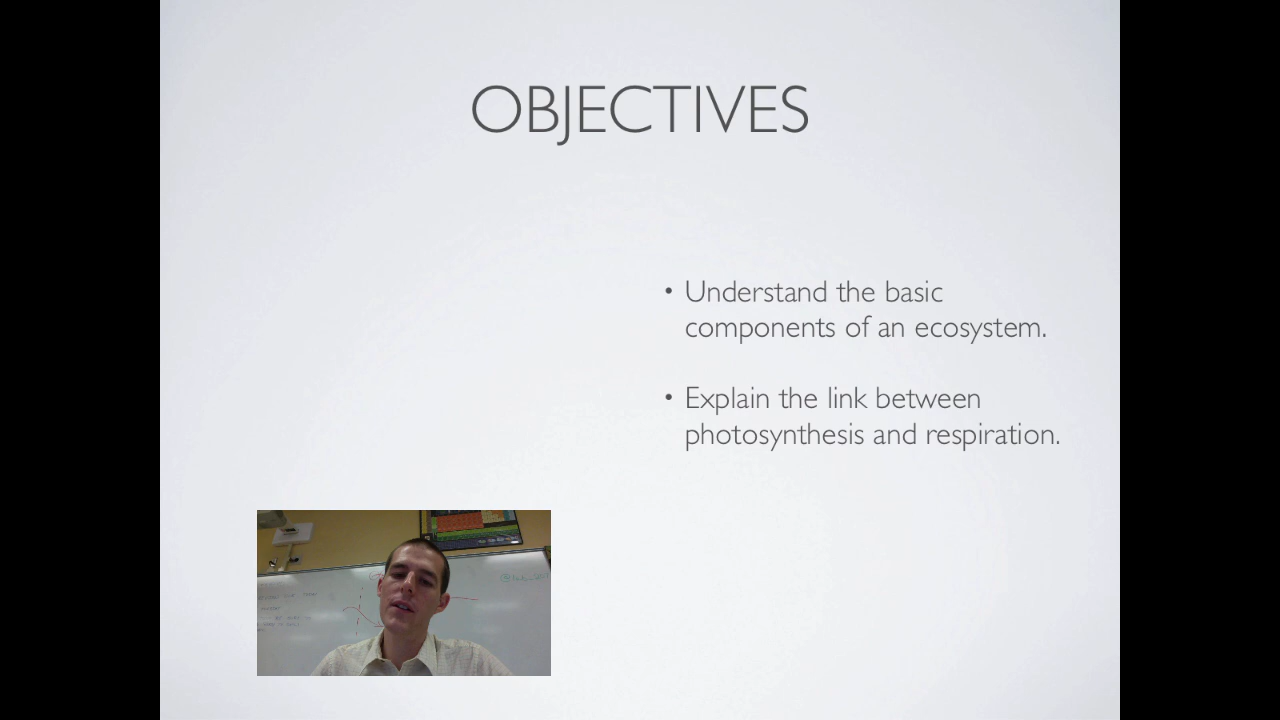 OBJECTIVES
• Understand the basic
components of an ecosystem.
• Explain the link between
photosynthesis and respiration.